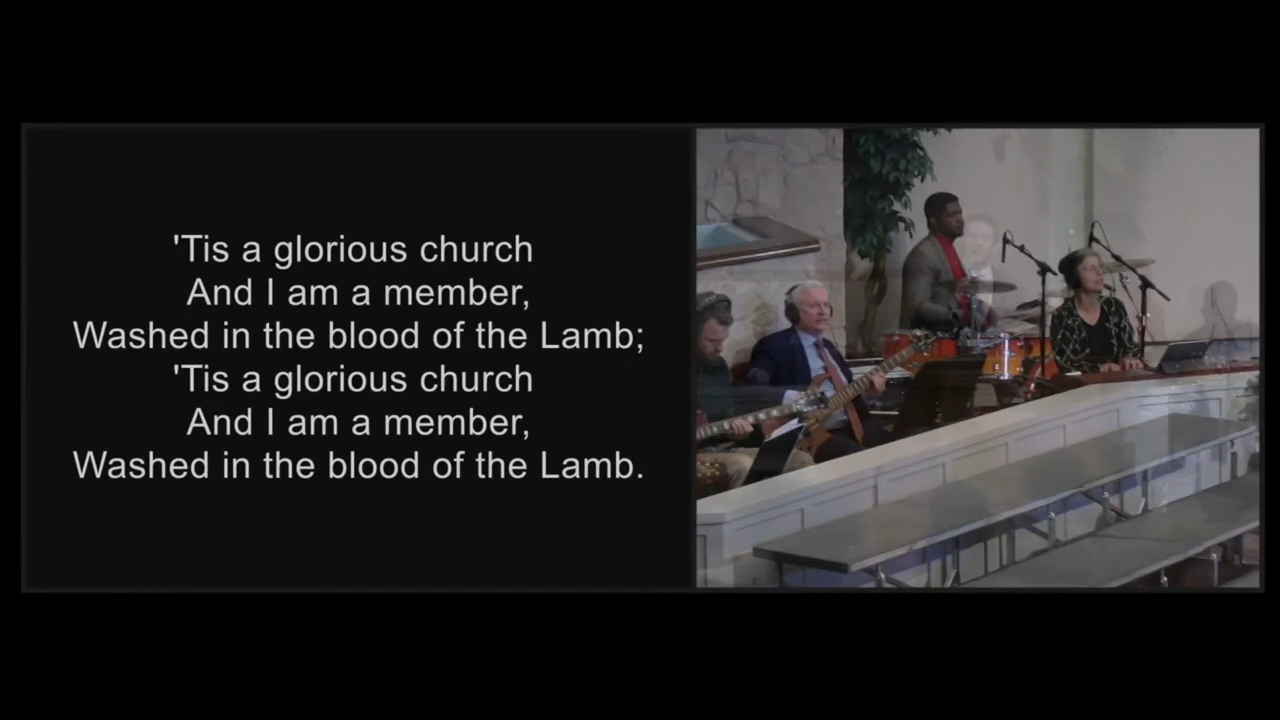 'Tis a glorious church
And I am a member,
Washed in the blood of the Lamb;
'Tis a glorious church
And I am a member,
Washed in the blood of the Lamb.